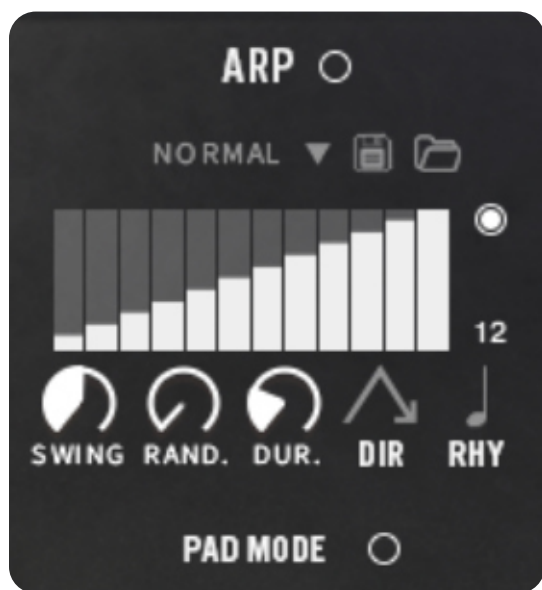 ARP
NORMAL
12
SWING RAND. DUR. DIR RHY
PAD MODE